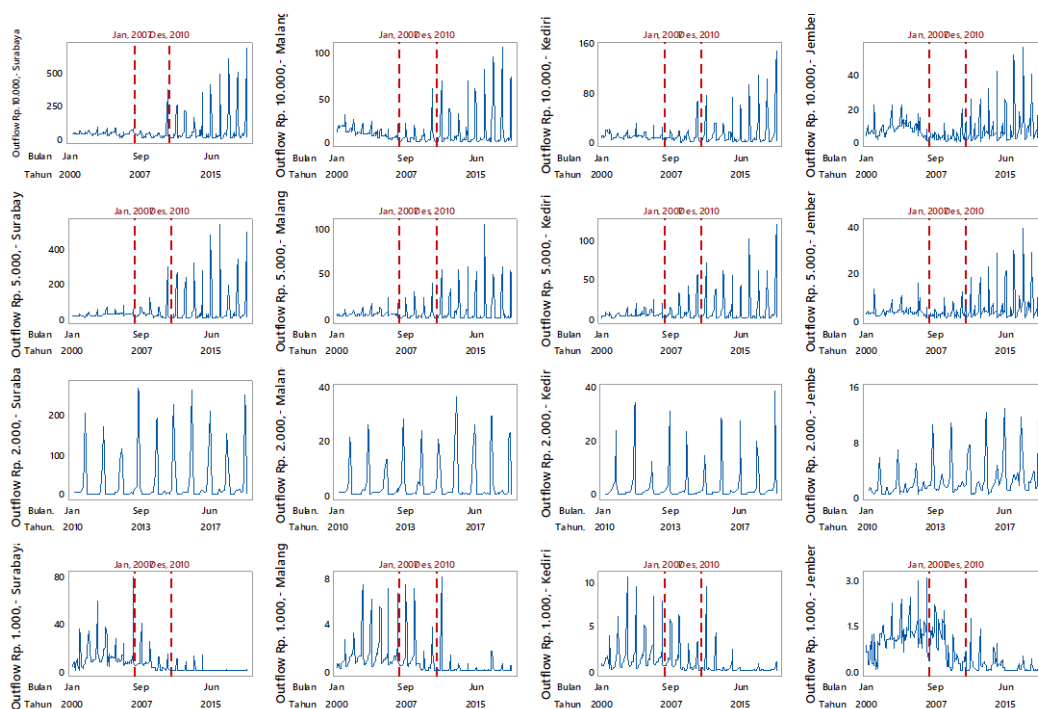 Outflow Rp. 10.000,- Surabaya
Jan, 2007 Des, 2010
500
250
0
Bulan Jan Sep Jun
Tahun 2000 2007 2015
Outflow Rp. 10.000,- Malang
Jan, 2007 Des, 2010
100
50
0
Bulan Jan Sep Jun
Tahun 2000 2007 2015
Outflow Rp. 10.000,- Kediri
Jan, 2007 Des, 2010
160
80
0
Bulan Jan Sep Jun
Tahun 2000 2007 2015
Outflow Rp. 10.000,- Jember
Jan, 2007 Des, 2010
40
20
0
Bulan Jan Sep Jun
Tahun 2000 2007 2015
Outflow Rp. 5.000,- Surabay
Jan, 2007 Des, 2010
400
200
0
Bulan Jan Sep Jun
Tahun 2000 2007 2015
Outflow Rp. 5.000,- Malang
Jan, 2007 Des, 2010
100
50
0
Bulan Jan Sep Jun
Tahun 2000 2007 2015
Outflow Rp. 5.000,- Kediri
Jan, 2007 Des, 2010
100
50
0
Bulan Jan Sep Jun
Tahun 2000 2007 2015
Outflow Rp. 5.000,- Jember
Jan, 2007 Des, 2010
40
20
0
Bulan Jan Sep Jun
Tahun 2000 2007 2015
Outflow Rp. 2.000,- Suraba
200
100
0
Bulan. Jan Sep Jun
Tahun. 2010 2013 2017
Outflow Rp. 2.000,- Malan
40
20
0
Bulan. Jan Sep Jun
Tahun. 2010 2013 2017
Outflow Rp. 2.000,- Kedir
40
20
0
Bulan. Jan Sep Jun
Tahun. 2010 2013 2017
Outflow Rp. 2.000,- Jembe
16
8
0
Bulan. Jan Sep Jun
Tahun. 2010 2013 2017
Outflow Rp. 1.000,- Surabaya
Jan, 2007 Des, 2010
80
40
0
Bulan Jan Sep Jun
Tahun 2000 2007 2015
Outflow Rp. 1.000,- Malang
Jan, 2007 Des, 2010
8
4
0
Bulan Jan Sep Jun
Tahun 2000 2007 2015
Outflow Rp. 1.000,- Kediri
Jan, 2007 Des, 2010
10
5
0
Bulan Jan Sep Jun
Tahun 2000 2007 2015
Outflow Rp. 1.000,- Jember
Jan, 2007 Des, 2010
3.0
1.5
0.0
Bulan Jan Sep Jun
Tahun 2000 2007 2015